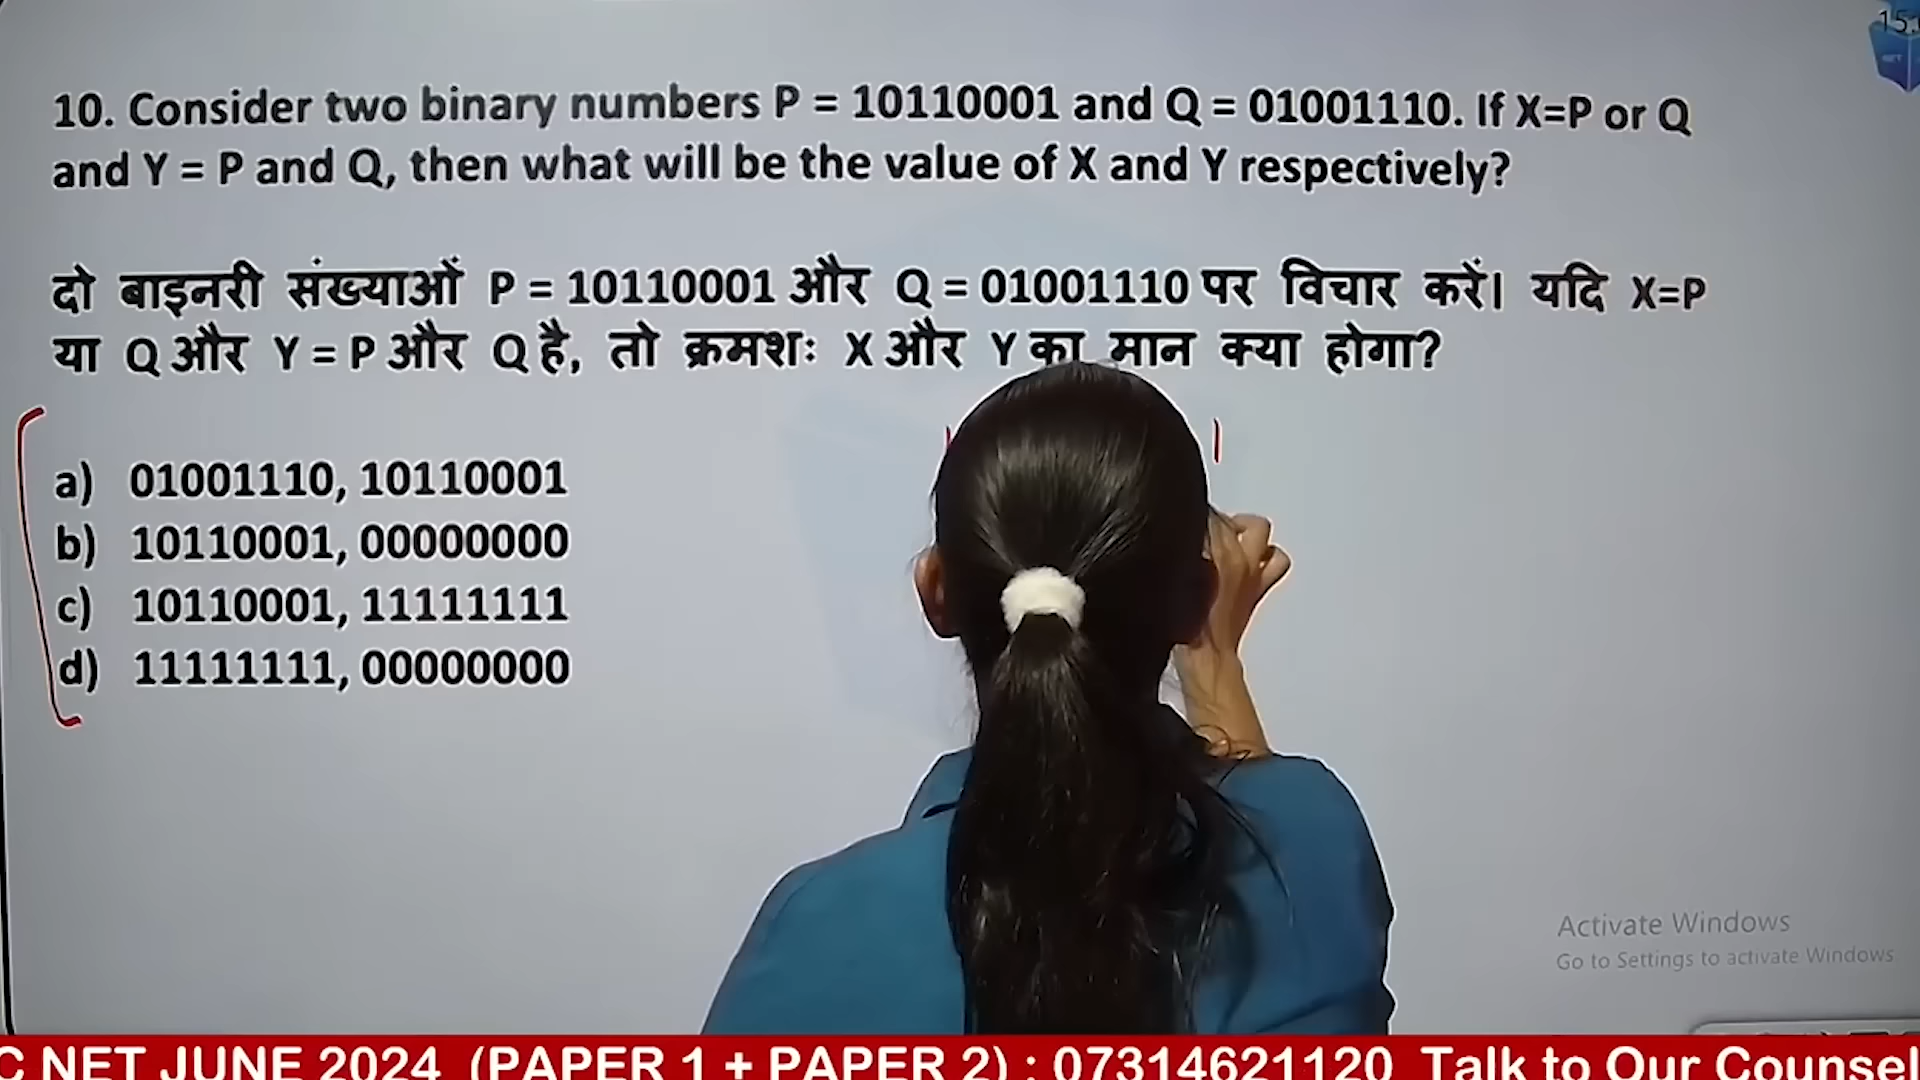 15:
10. Consider two binary numbers P = 10110001 and Q = 01001110. If X=P or Q
and Y = P and Q, then what will be the value of X and Y respectively?
दो बाइनरी संख्याओं P = 10110001 और Q = 01001110 पर विचार करें। यदि X=P
या Q और Y = P और Q है, तो क्रमशः X और Y का मान क्या होगा?
a) 01001110, 10110001
b) 10110001, 00000000
c) 10110001, 11111111
d) 11111111, 00000000
Activate Windows
Go to Settings to activate Windows
C NET JUNE 2024 (PAPER 1 + PAPER 2) : 07314621120 Talk to Our Counsel